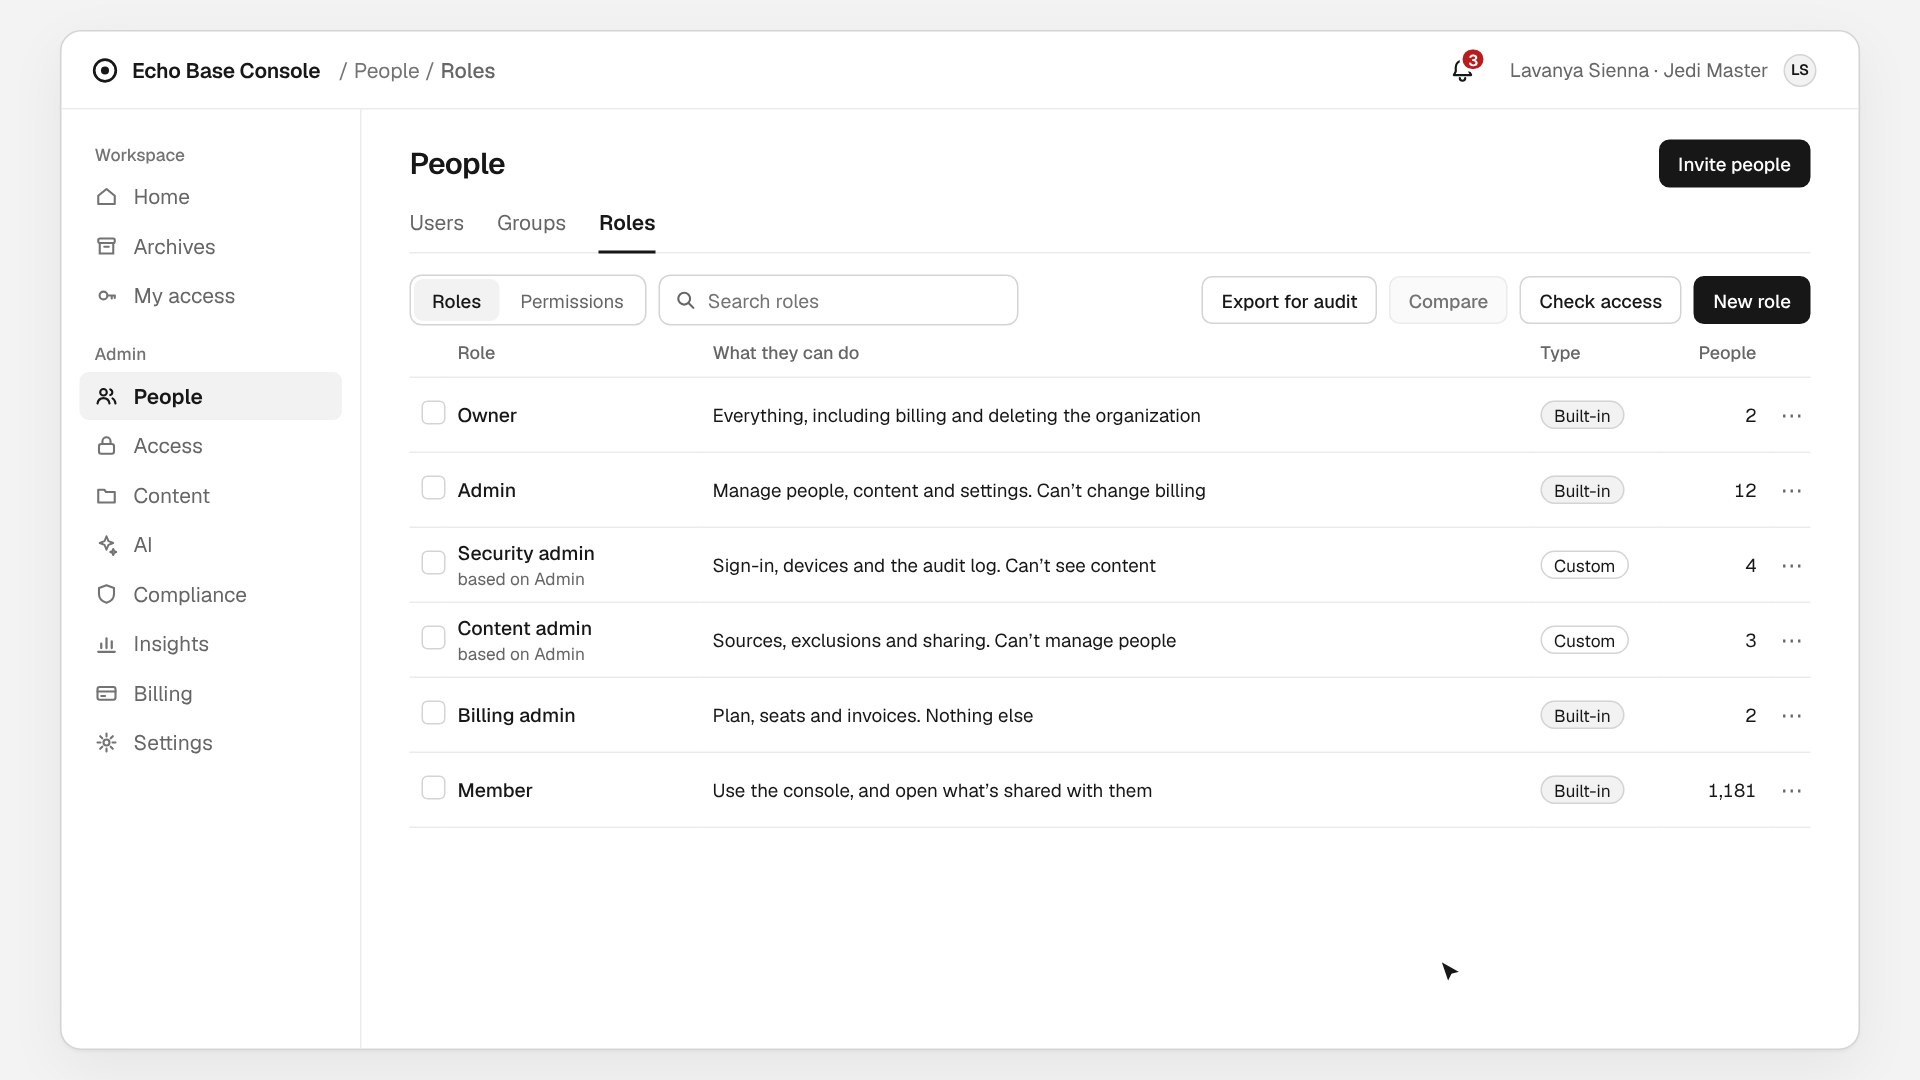 Echo Base Console / People / Roles
3
Lavanya Sienna · Jedi Master LS
Workspace
Home
Archives
My access
Admin
People
Access
Content
AI
Compliance
Insights
Billing
Settings
People
Invite people
Users Groups Roles
Roles Permissions Search roles Export for audit Compare Check access New role
Role What they can do Type People
Owner Everything, including billing and deleting the organization Built-in 2
Admin Manage people, content and settings. Can’t change billing Built-in 12
Security admin
based on Admin
Sign-in, devices and the audit log. Can’t see content Custom 4
Content admin
based on Admin
Sources, exclusions and sharing. Can’t manage people Custom 3
Billing admin Plan, seats and invoices. Nothing else Built-in 2
Member Use the console, and open what’s shared with them Built-in 1,181